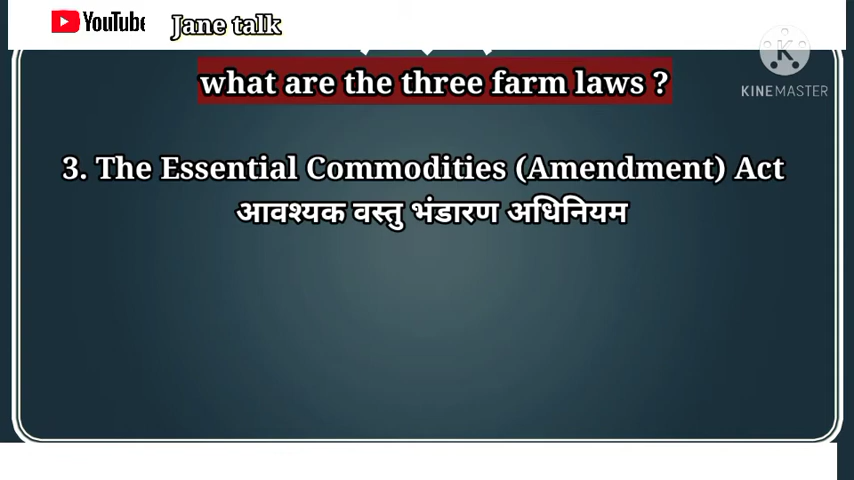 YouTube
Jane talk
what are the three farm laws ?
KINEMASTER
3. The Essential Commodities (Amendment) Act
आवश्यक वस्तु भंडारण अधिनियम